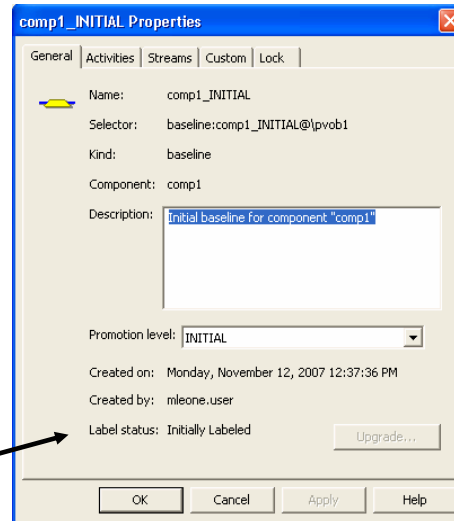 comp1_INITIAL Properties
General Activities Streams Custom Lock
Name: comp1_INITIAL
Selector: baseline:comp1_INITIAL@\pvob1
Kind: baseline
Component: comp1
Description: Initial baseline for component "comp1"
Promotion level: INITIAL
Created on: Monday, November 12, 2007 12:37:36 PM
Created by: mleone.user
Label status: Initially Labeled Upgrade...
OK Cancel Apply Help